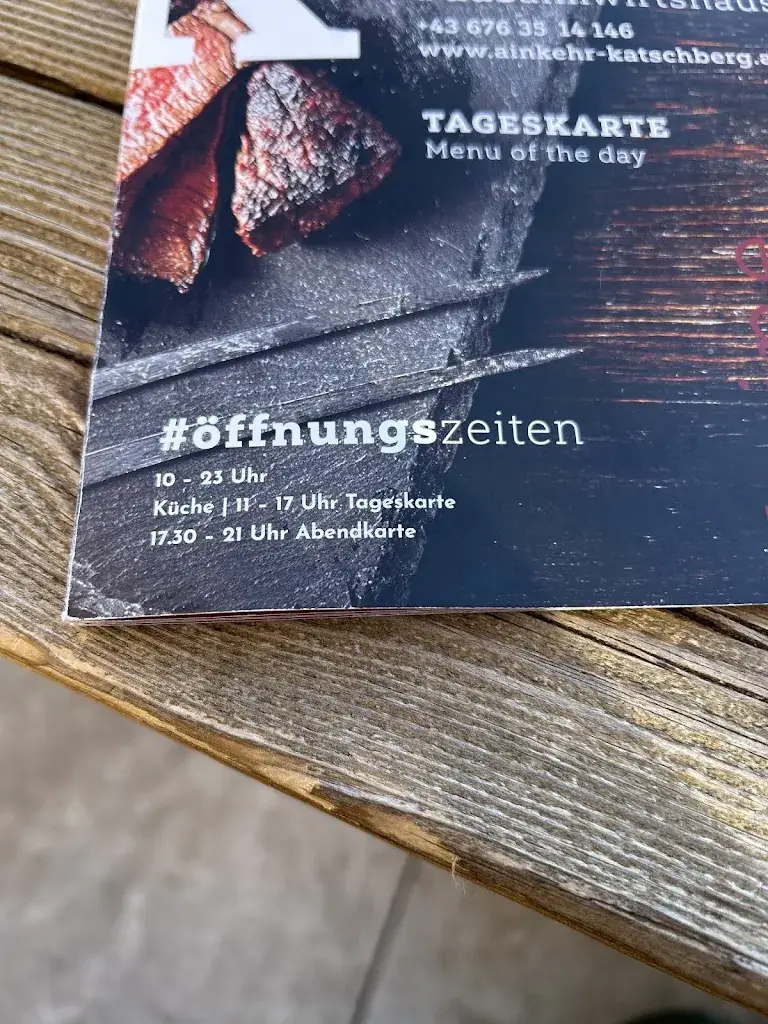 +43 676 35 14 146
www.ainkehr-katschberg.a
TAGESKARTE
Menu of the day
#öffnungszeiten
10 - 23 Uhr
Küche | 11 - 17 Uhr Tageskarte
17.30 - 21 Uhr Abendkarte